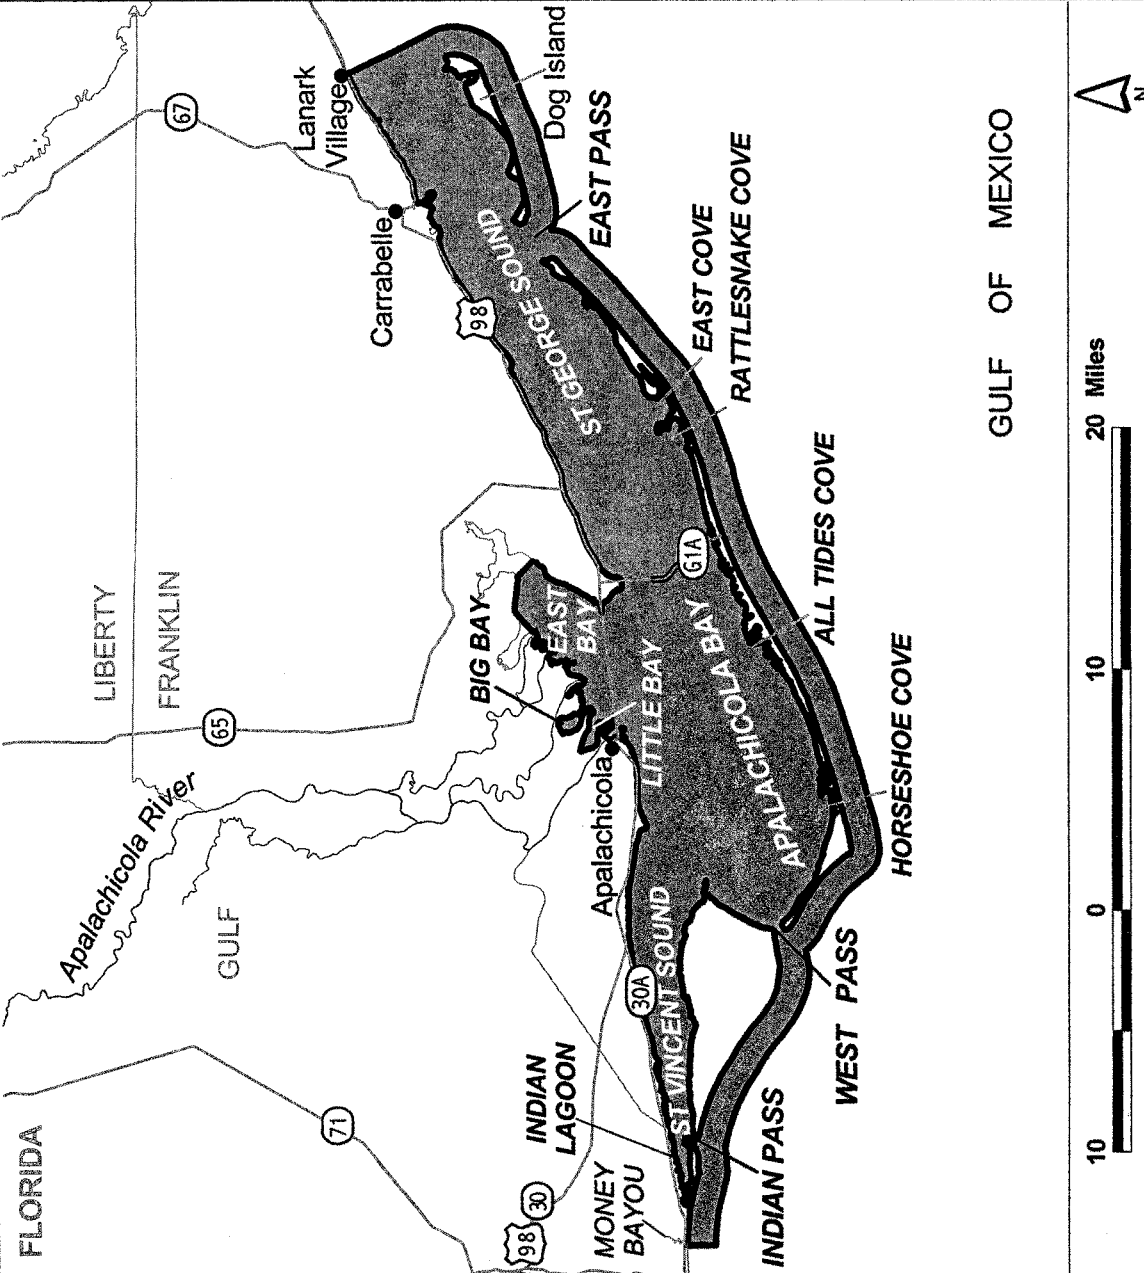 FLORIDA
LIBERTY
FRANKLIN
GULF
Apalachicola River
71
65
67
98
30
MONEY
BAYOU
INDIAN
LAGOON
30A
Apalachicola
BIG BAY
EAST
BAY
LITTLE BAY
Carrabelle
Lanark
Village
98
ST GEORGE SOUND
ST VINCENT SOUND
APALACHICOLA BAY
G1A
Dog Island
EAST PASS
EAST COVE
RATTLESNAKE COVE
ALL TIDES COVE
HORSESHOE COVE
WEST PASS
INDIAN PASS
GULF OF MEXICO
10 0 10 20 Miles
N